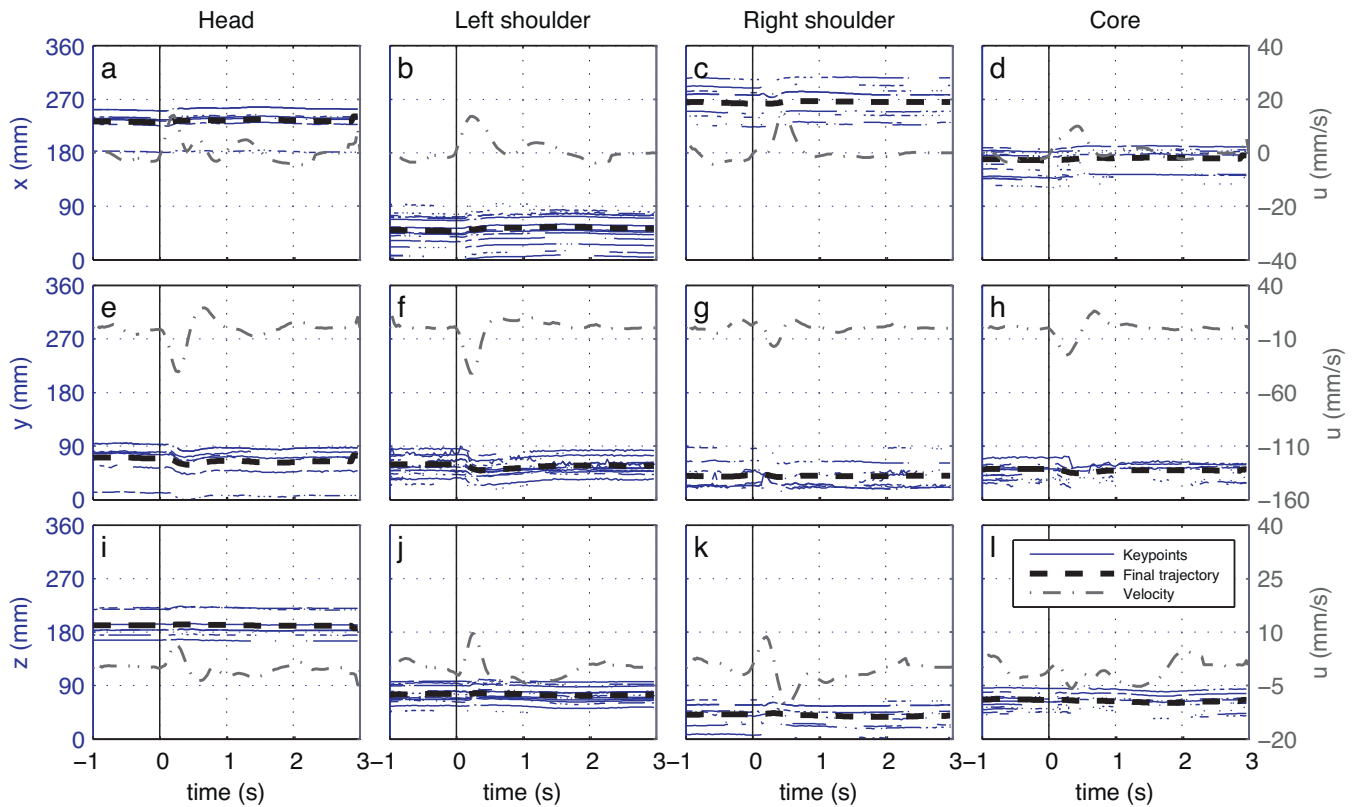 Head Left shoulder Right shoulder Core
360 a b c d 40
270 20
x (mm) 180 0 u (mm/s)
90 −20
0 −40
360 e f g h 40
270 −10
y (mm) 180 −60 u (mm/s)
90 −110
0 −160
360 i j k l 40
Keypoints
270 Final trajectory 25
Velocity
z (mm) 180 10 u (mm/s)
90 −5
0 −20
−1 0 1 2 3 −1 0 1 2 3 −1 0 1 2 3 −1 0 1 2 3
time (s) time (s) time (s) time (s)